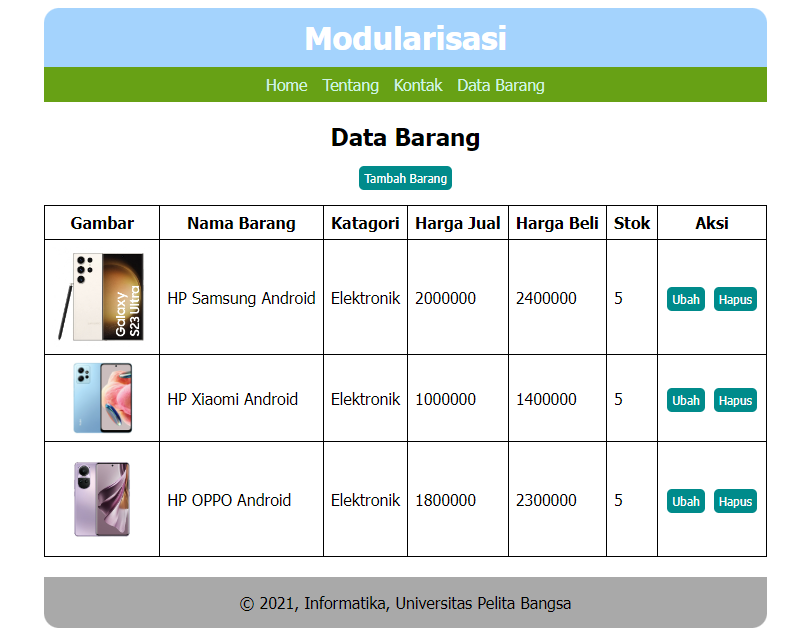 Modularisasi
Home Tentang Kontak Data Barang
Data Barang
Tambah Barang
Gambar Nama Barang Katagori Harga Jual Harga Beli Stok Aksi
Galaxy
S23 Ultra
HP Samsung Android Elektronik 2000000 2400000 5 Ubah Hapus
HP Xiaomi Android Elektronik 1000000 1400000 5 Ubah Hapus
HP OPPO Android Elektronik 1800000 2300000 5 Ubah Hapus
© 2021, Informatika, Universitas Pelita Bangsa